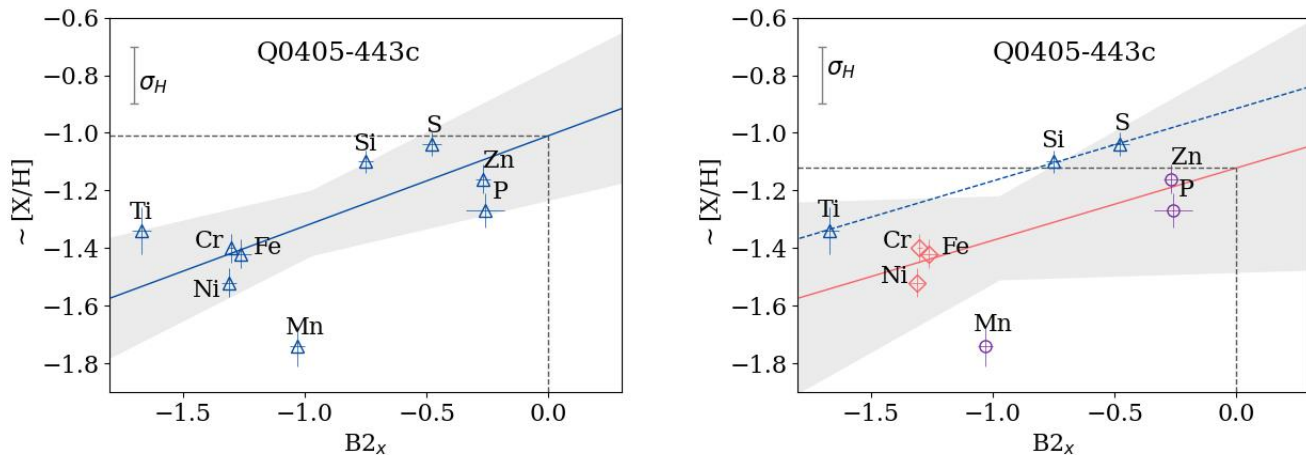 Q0405-443c
σH
~ [X/H]
−0.6
−0.8
−1.0
−1.2
−1.4
−1.6
−1.8
Ti
Si
S
Zn
P
Cr
Fe
Ni
Mn
−1.5
−1.0
−0.5
0.0
B2x
Q0405-443c
σH
~ [X/H]
−0.6
−0.8
−1.0
−1.2
−1.4
−1.6
−1.8
Ti
Si
S
Zn
P
Cr
Fe
Ni
Mn
−1.5
−1.0
−0.5
0.0
B2x